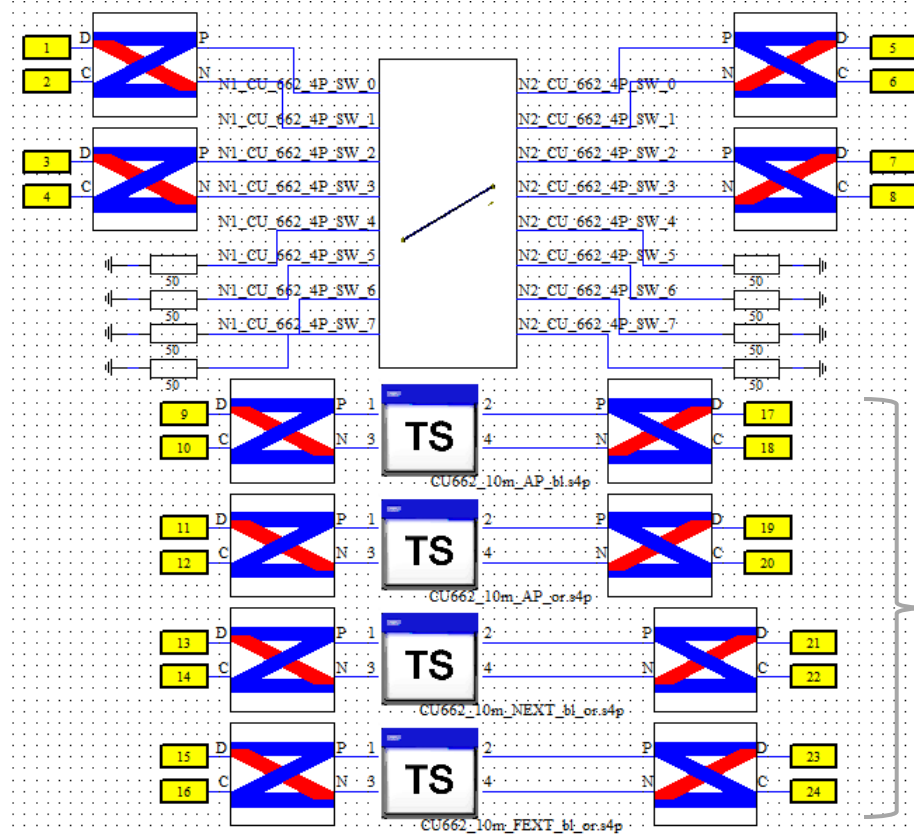 D P P D
1 5
2 C N N C 6
N1_CU_662_4P_SW_0 N2_CU_662_4P_SW_0
N1_CU_662_4P_SW_1 N2_CU_662_4P_SW_1
3 D P N1_CU_662_4P_SW_2 N2_CU_662_4P_SW_2 P D 7
4 C N N1_CU_662_4P_SW_3 N2_CU_662_4P_SW_3 N C 8
N1_CU_662_4P_SW_4 N2_CU_662_4P_SW_4
N1_CU_662_4P_SW_5 N2_CU_662_4P_SW_5
50 50
N1_CU_662_4P_SW_6 N2_CU_662_4P_SW_6
50 50
N1_CU_662_4P_SW_7 N2_CU_662_4P_SW_7
50 50
50 50
9 D P 1 TS 2 P D 17
10 C N 3 4 N C 18
CU662_10m_AP_bl.s4p
11 D P 1 TS 2 P D 19
12 C N 3 4 N C 20
CU662_10m_AP_or.s4p
13 D P 1 TS 2 P D 21
14 C N 3 4 N C 22
CU662_10m_NEXT_bl_or.s4p
15 D P 1 TS 2 P D 23
16 C N 3 4 N C 24
CU662_10m_FEXT_bl_or.s4p